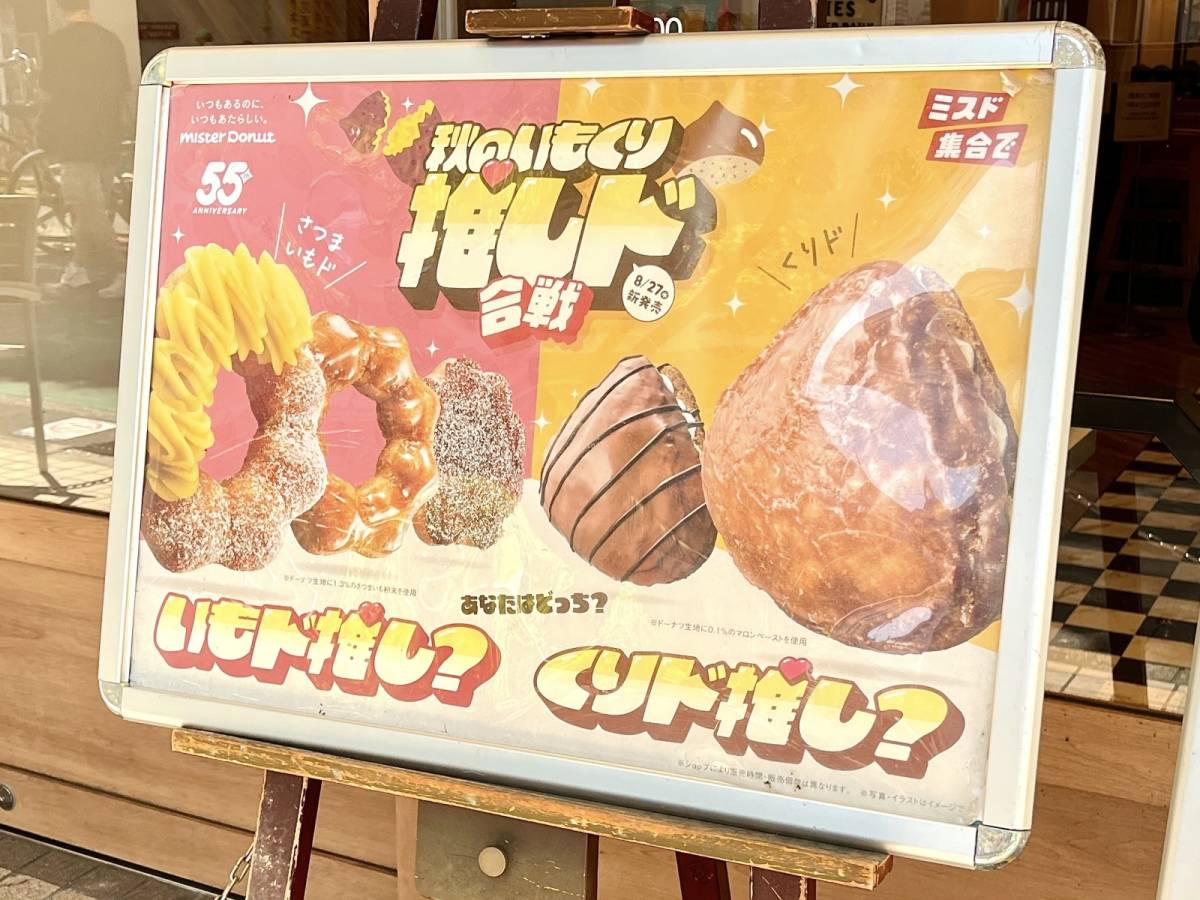 いつもあるのに、
いつもあたらしい。
mister Donut
55th
ANNIVERSARY
秋のいもくり
推しド
合戦
8/27水
新発売
ミスド
集合で
さつま
いもド
くりド
※ドーナツ生地に1.3%のさつまいも粉末を使用
あなたはどっち?
※ドーナツ生地に0.1%のマロンペーストを使用
いもド推し?
くりド推し?
※ショップにより販売時間・販売個数は異なります。 ※写真・イラストはイメージで